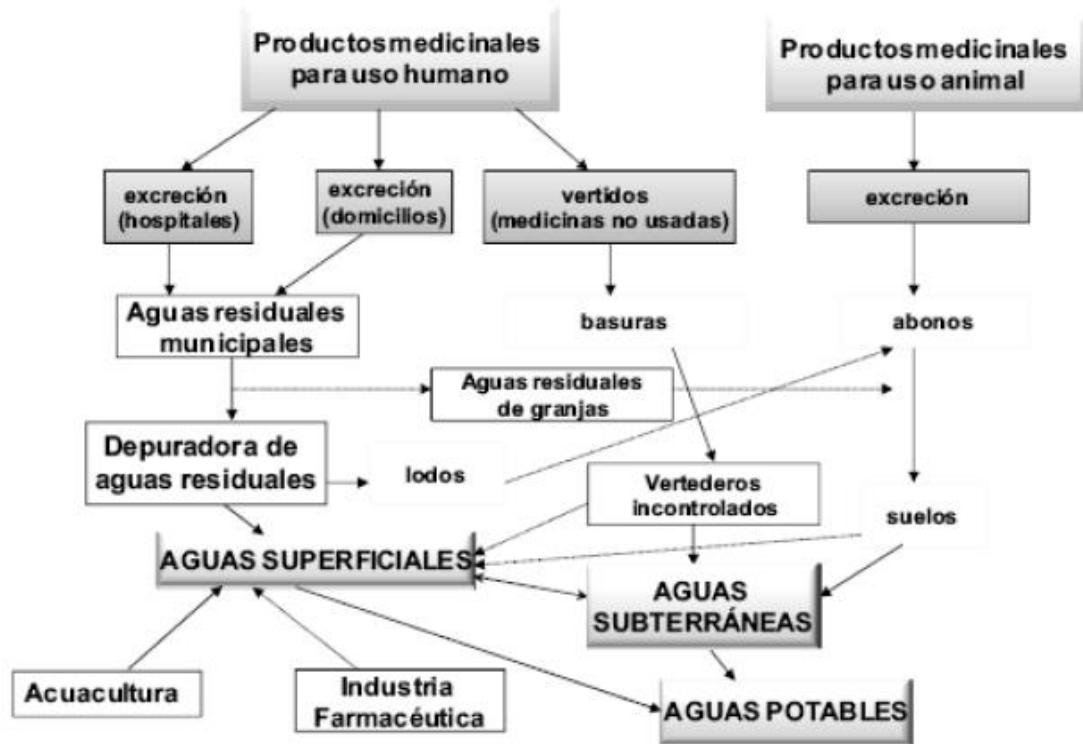 Productos medicinales
para uso humano
Productos medicinales
para uso animal
excreción
(hospitales)
excreción
(domicilios)
vertidos
(medicinas no usadas)
excreción
Aguas residuales
municipales
basuras
abonos
Aguas residuales
de granjas
Depuradora de
aguas residuales
lodos
Vertederos
incontrolados
suelos
AGUAS SUPERFICIALES
AGUAS
SUBTERRÁNEAS
Acuacultura
Industria
Farmacéutica
AGUAS POTABLES